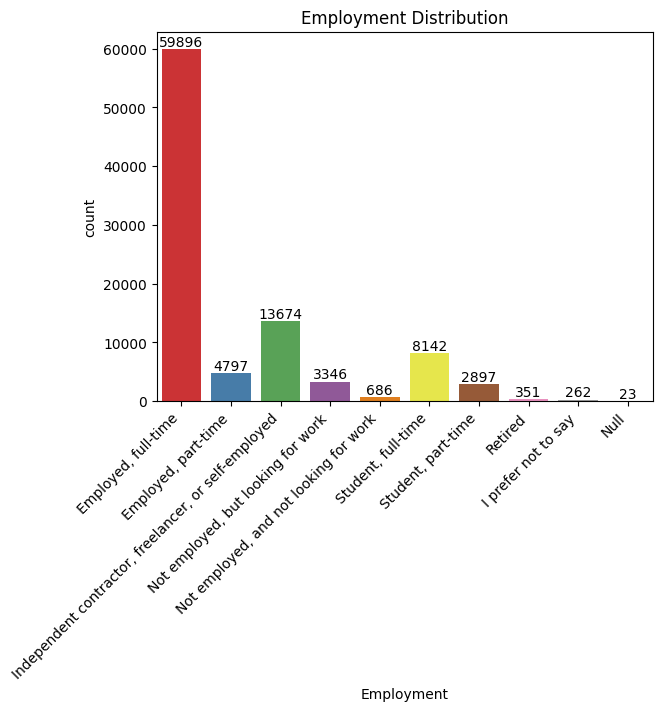 Employment Distribution
60000
50000
40000
30000
20000
10000
0
count
59896
4797
13674
3346
686
8142
2897
351
262
23
Employed, full-time
Employed, part-time
Independent contractor, freelancer, or self-employed
Not employed, but looking for work
Not employed, and not looking for work
Student, full-time
Student, part-time
Retired
I prefer not to say
Null
Employment